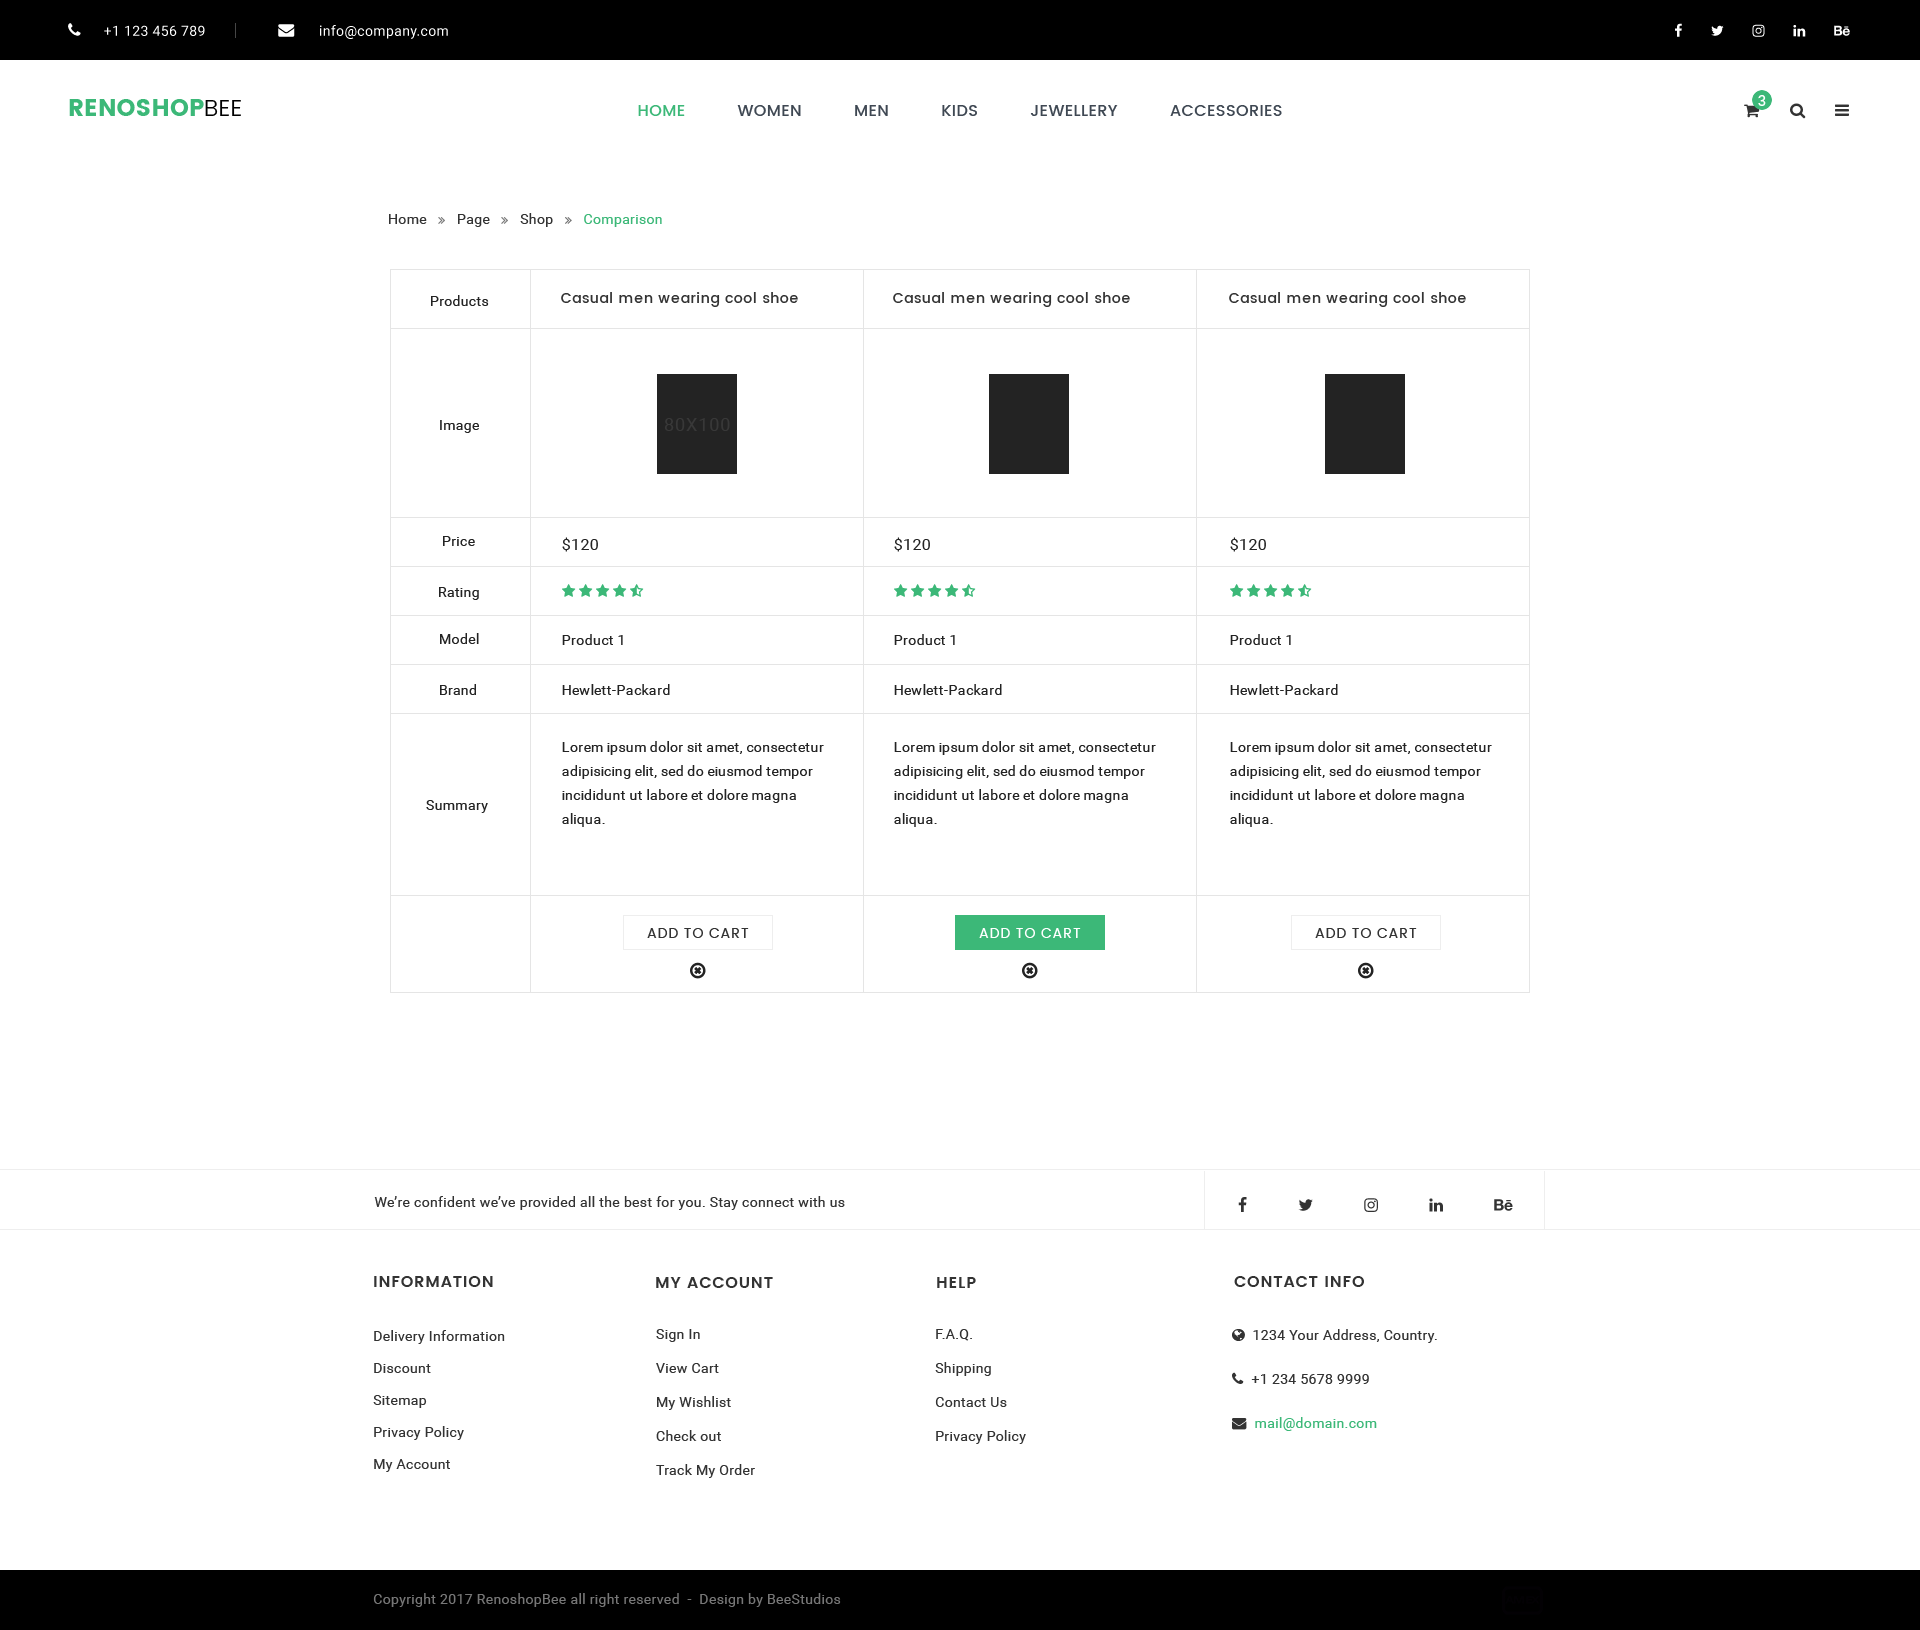 +1 123 456 789 info@company.com Bē
RENOSHOPBEE HOME WOMEN MEN KIDS JEWELLERY ACCESSORIES 3
Home » Page » Shop » Comparison
Products Casual men wearing cool shoe Casual men wearing cool shoe Casual men wearing cool shoe
Image 80X100
Price $120 $120 $120
Rating
Model Product 1 Product 1 Product 1
Brand Hewlett-Packard Hewlett-Packard Hewlett-Packard
Summary
Lorem ipsum dolor sit amet, consectetur
adipisicing elit, sed do eiusmod tempor
incididunt ut labore et dolore magna
aliqua.
Lorem ipsum dolor sit amet, consectetur
adipisicing elit, sed do eiusmod tempor
incididunt ut labore et dolore magna
aliqua.
Lorem ipsum dolor sit amet, consectetur
adipisicing elit, sed do eiusmod tempor
incididunt ut labore et dolore magna
aliqua.
ADD TO CART ADD TO CART ADD TO CART
We’re confident we’ve provided all the best for you. Stay connect with us Bē
INFORMATION
Delivery Information
Discount
Sitemap
Privacy Policy
My Account
MY ACCOUNT
Sign In
View Cart
My Wishlist
Check out
Track My Order
HELP
F.A.Q.
Shipping
Contact Us
Privacy Policy
CONTACT INFO
1234 Your Address, Country.
+1 234 5678 9999
mail@domain.com
Copyright 2017 RenoshopBee all right reserved - Design by BeeStudios